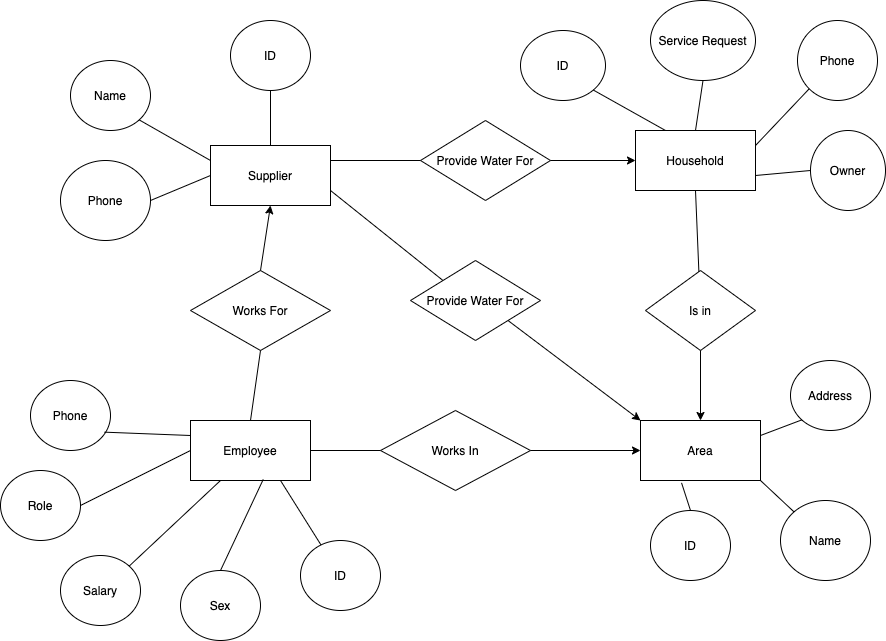 ID
Service Request
ID
Phone
Name
Provide Water For
Household
Supplier
Owner
Phone
Provide Water For
Works For
Is in
Address
Phone
Employee
Works In
Area
Role
Name
ID
ID
Salary
Sex